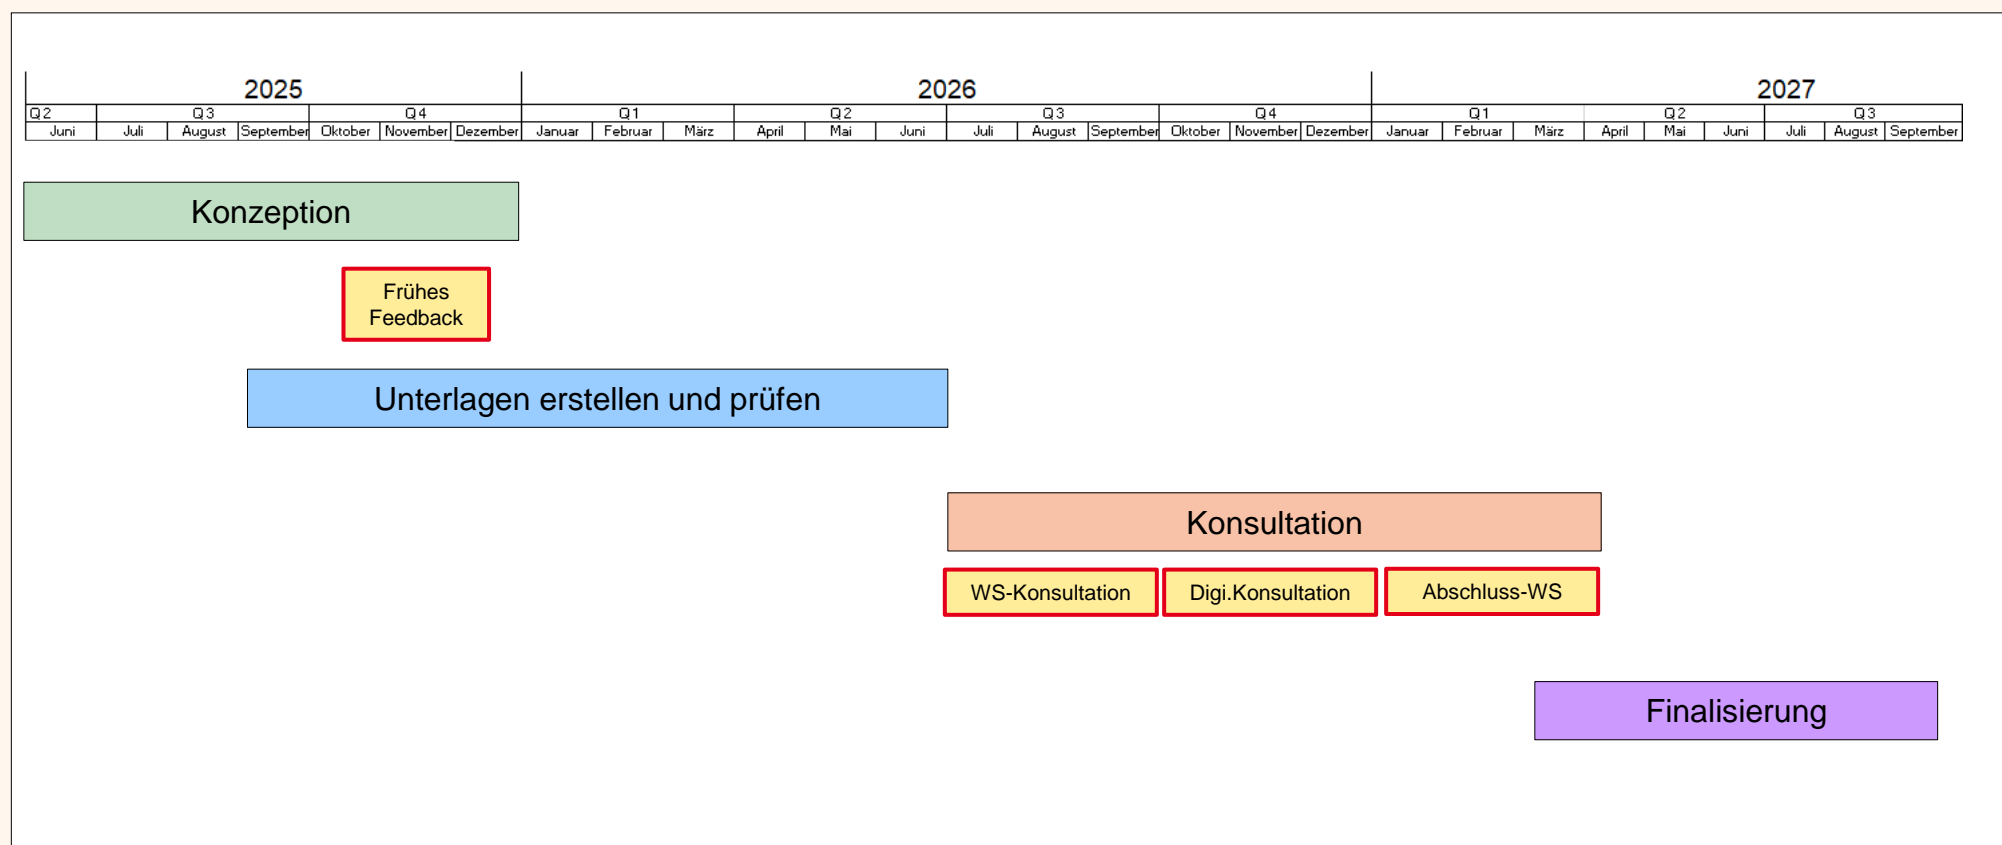 2025 2026 2027
Q2 Q3 Q4 Q1 Q2 Q3 Q4 Q1 Q2 Q3
Juni Juli August September Oktober November Dezember Januar Februar März April Mai Juni Juli August September Oktober November Dezember Januar Februar März April Mai Juni Juli August September
Konzeption
Frühes
Feedback
Unterlagen erstellen und prüfen
Konsultation
WS-Konsultation Digi.Konsultation Abschluss-WS
Finalisierung